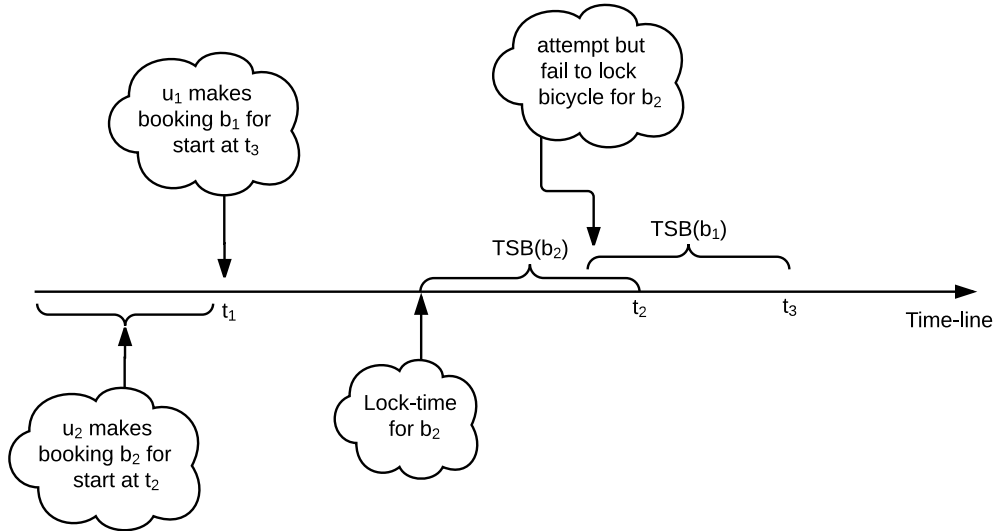 attempt but
fail to lock
bicycle for b₂
u₁ makes
booking b₁ for
start at t₃
TSB(b₂)
TSB(b₁)
t₁
t₂
t₃
Time-line
Lock-time
for b₂
u₂ makes
booking b₂ for
start at t₂